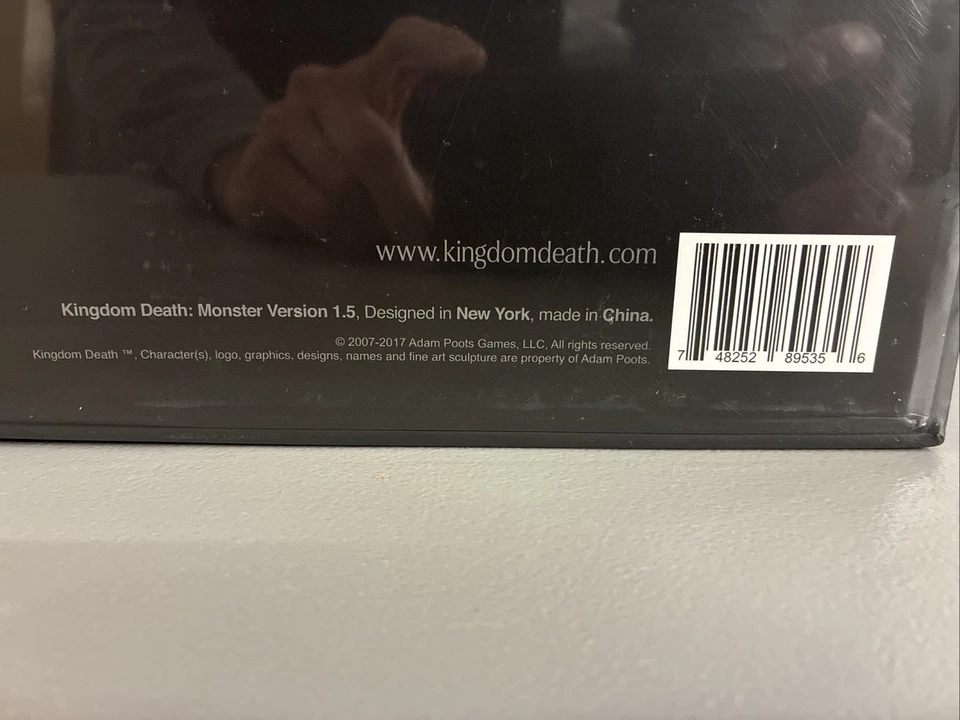 www.kingdomdeath.com
Kingdom Death: Monster Version 1.5, Designed in New York, made in China.
© 2007-2017 Adam Poots Games, LLC, All rights reserved.
Kingdom Death ™, Character(s), logo, graphics, designs, names and fine art sculpture are property of Adam Poots.
7 48252 89535 6